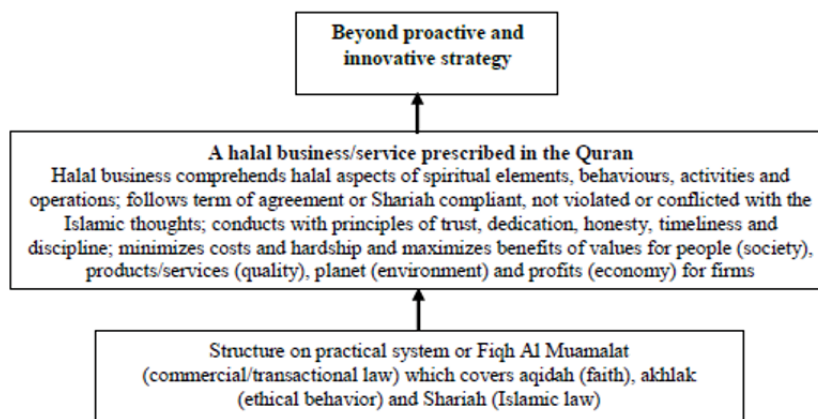 Beyond proactive and
innovative strategy
A halal business/service prescribed in the Quran
Halal business comprehends halal aspects of spiritual elements, behaviours, activities and
operations; follows term of agreement or Shariah compliant, not violated or conflicted with the
Islamic thoughts; conducts with principles of trust, dedication, honesty, timeliness and
discipline; minimizes costs and hardship and maximizes benefits of values for people (society),
products/services (quality), planet (environment) and profits (economy) for firms
Structure on practical system or Fiqh Al Muamalat
(commercial/transactional law) which covers aqidah (faith), akhlak
(ethical behavior) and Shariah (Islamic law)